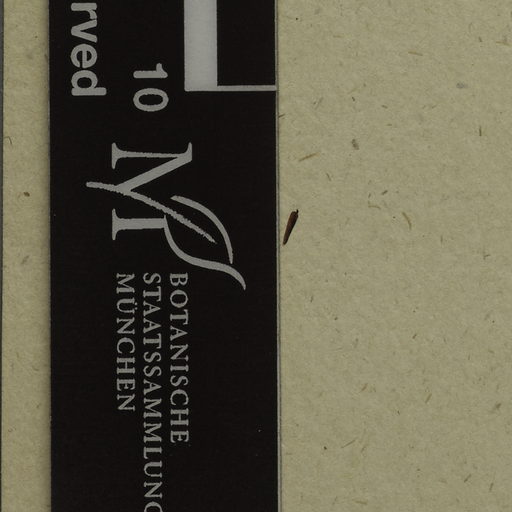 rved
10
M
BOTANISCHE
STAATSSAMMLUNG
MÜNCHEN